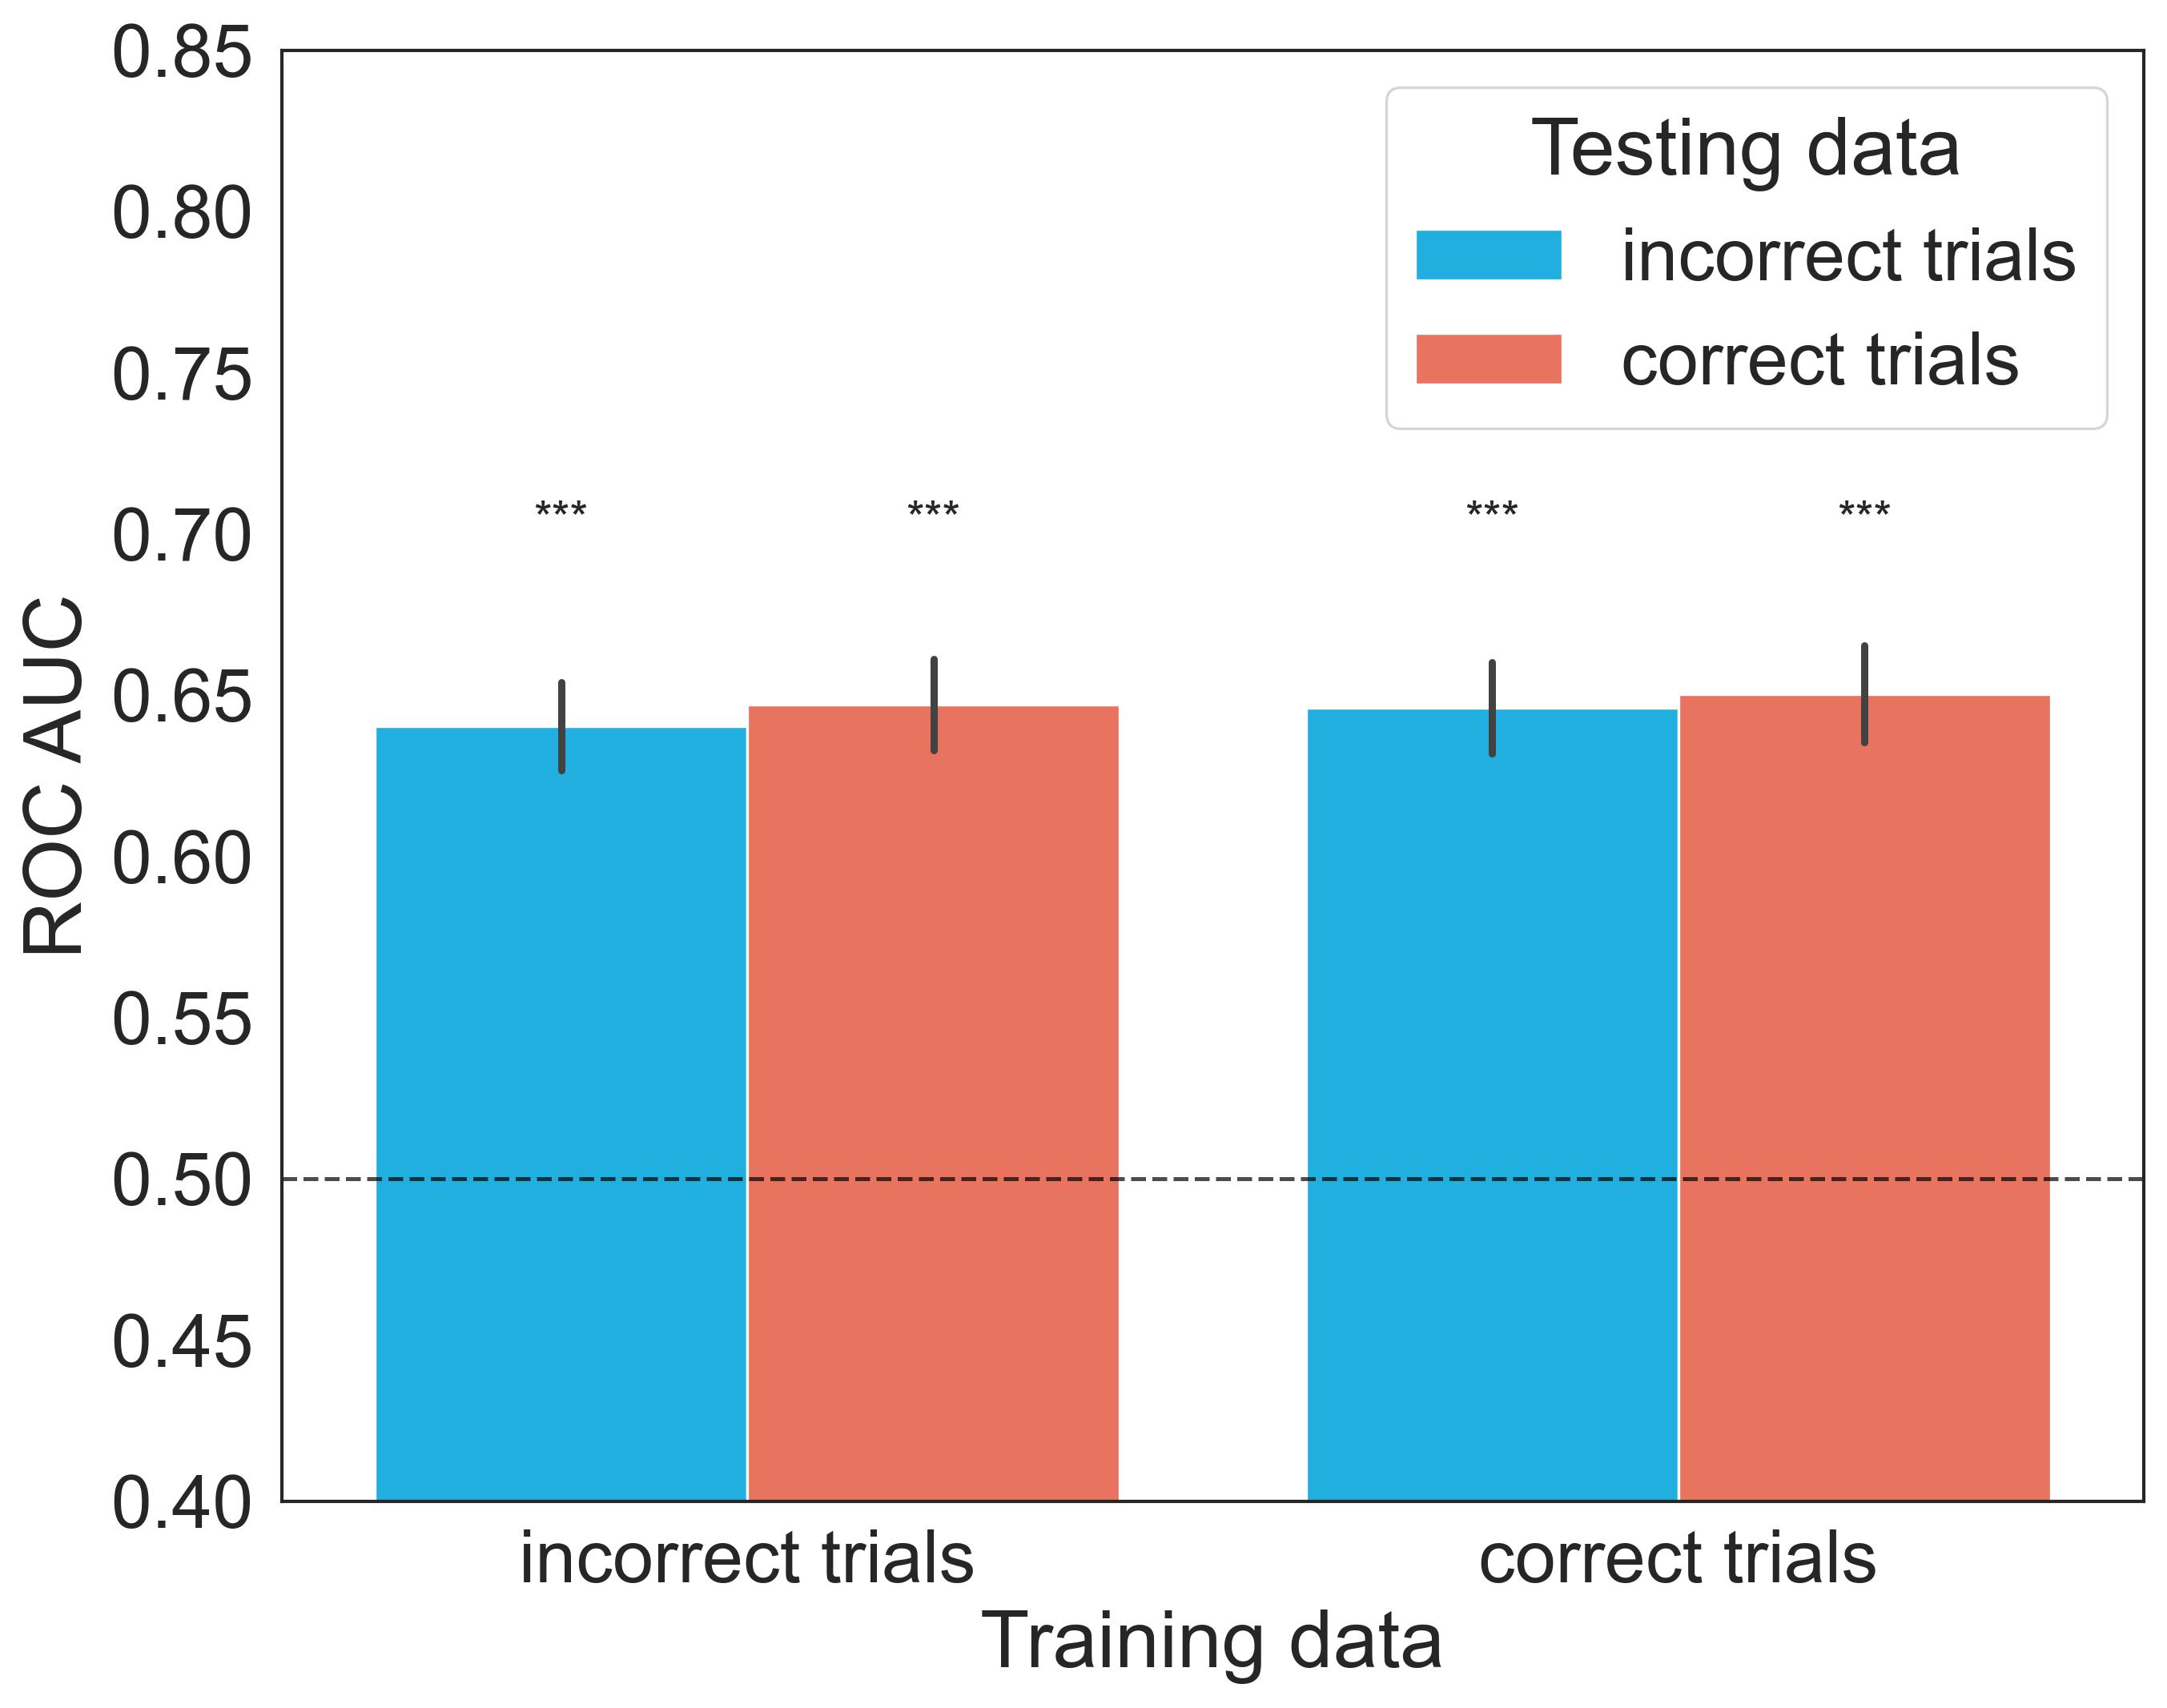 0.85
0.80
0.75
0.70
0.65
0.60
0.55
0.50
0.45
0.40
ROC AUC
Testing data
incorrect trials
correct trials
*** *** *** ***
incorrect trials correct trials
Training data